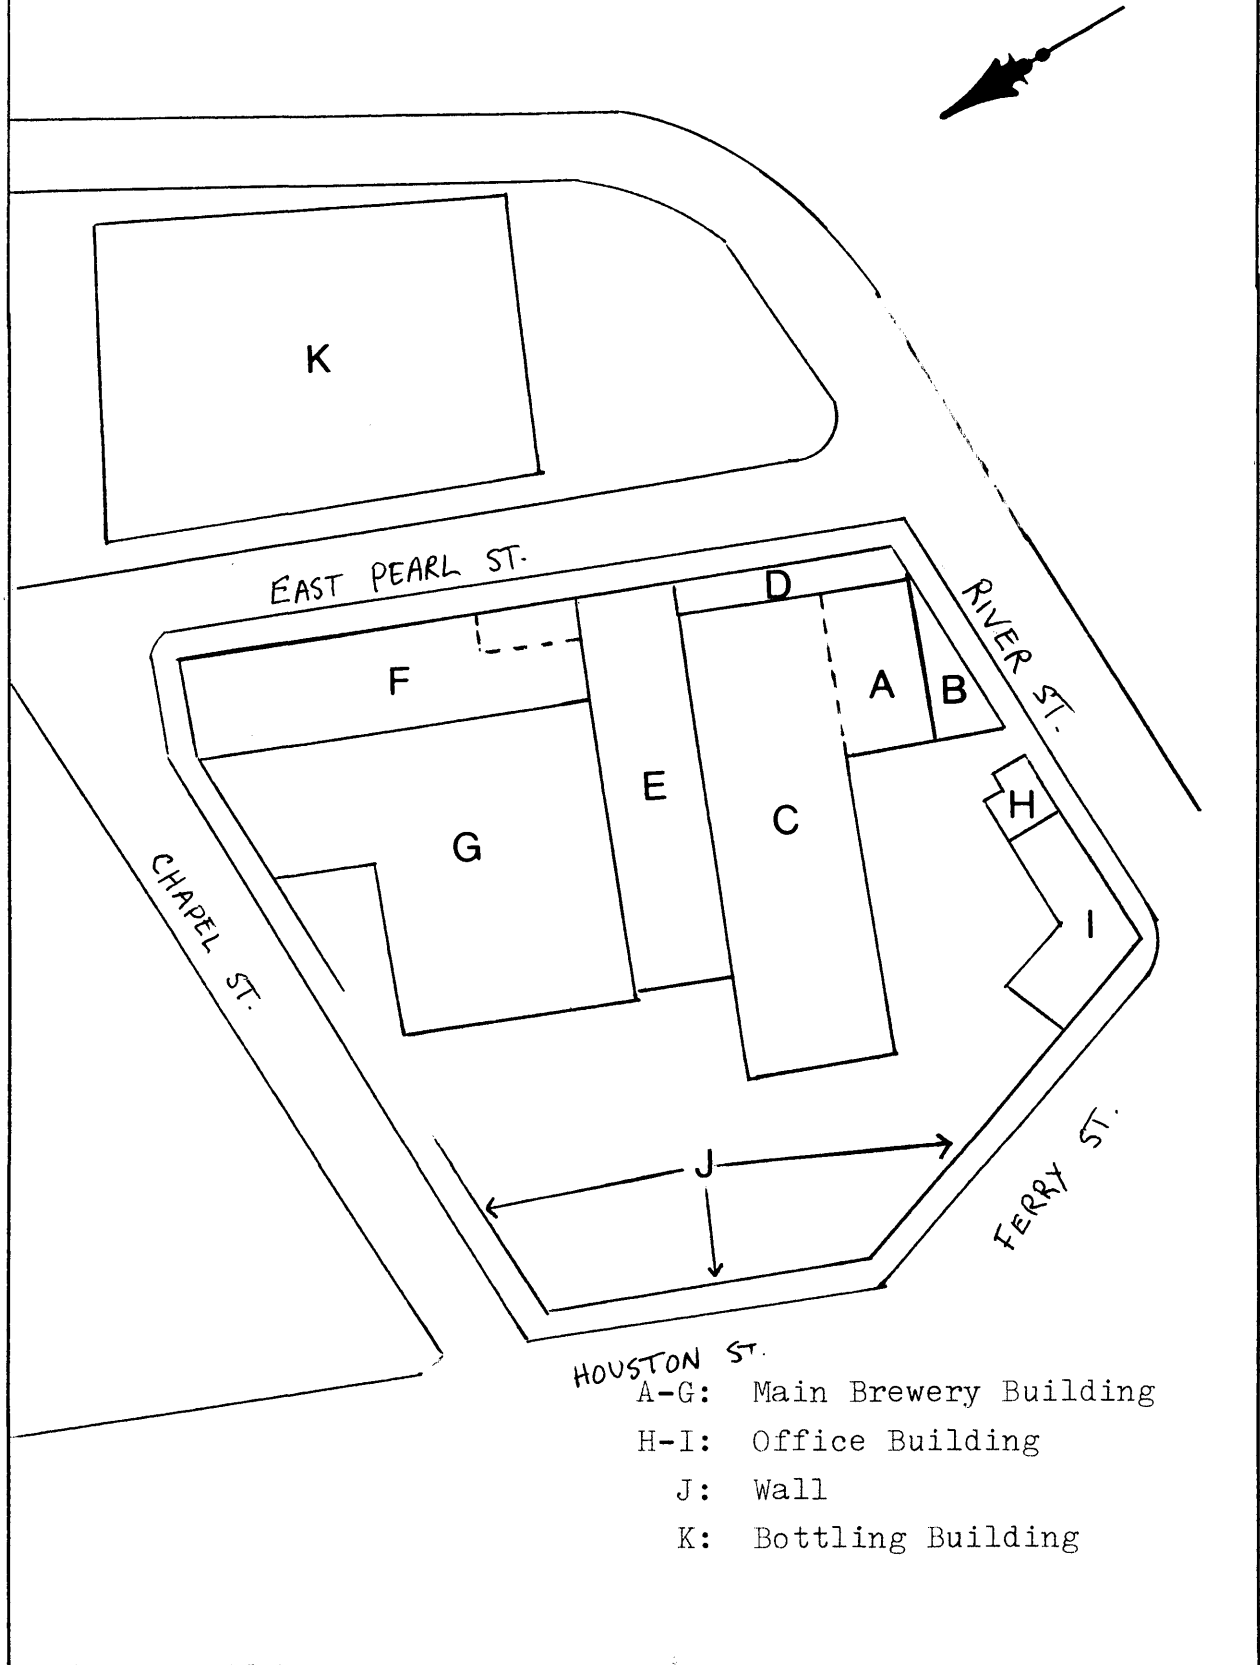 K
EAST PEARL ST.
D
RIVER ST.
F
A
B
E
H
C
G
CHAPEL ST.
I
J
FERRY ST.
HOUSTON ST.
A-G: Main Brewery Building
H-I: Office Building
J: Wall
K: Bottling Building